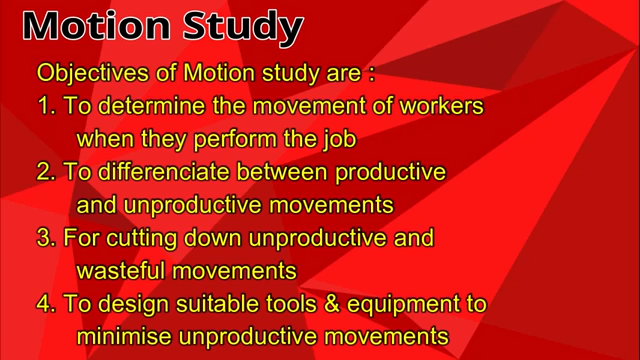 Motion Study
Objectives of Motion study are :
1. To determine the movement of workers
when they perform the job
2. To differenciate between productive
and unproductive movements
3. For cutting down unproductive and
wasteful movements
4. To design suitable tools & equipment to
minimise unproductive movements